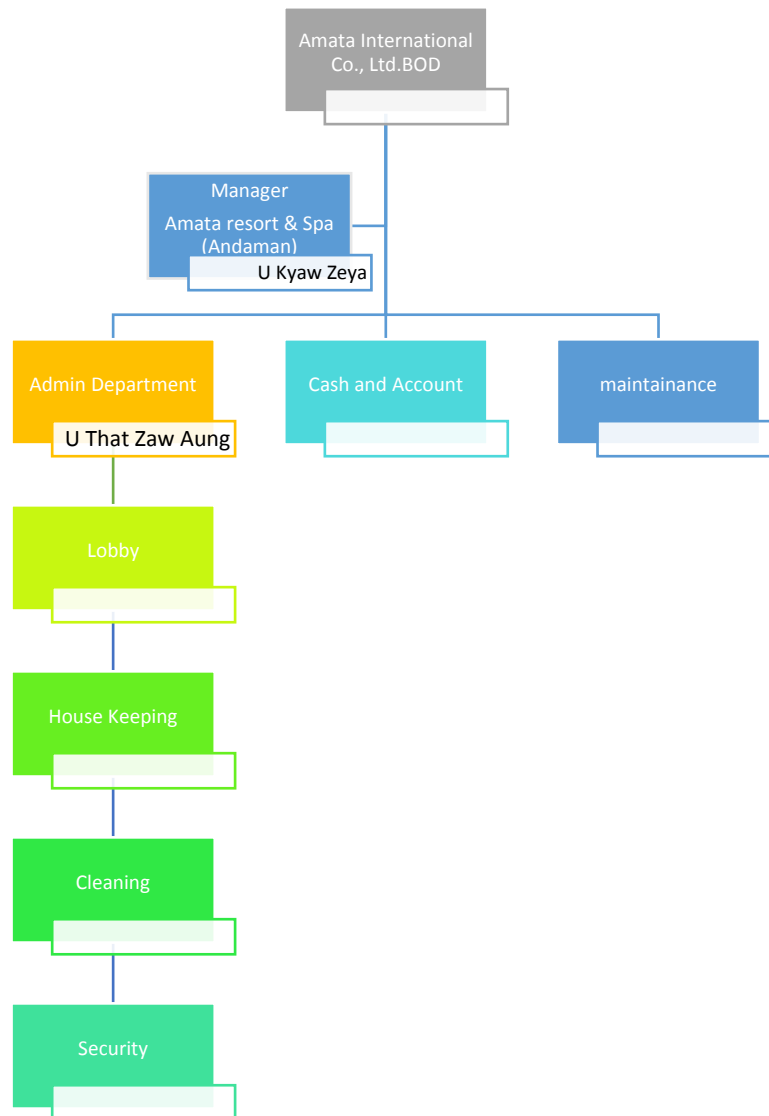 Amata International
Co., Ltd.BOD
Manager
Amata resort & Spa
(Andaman)
U Kyaw Zeya
Admin Department
U That Zaw Aung
Cash and Account
maintainance
Lobby
House Keeping
Cleaning
Security